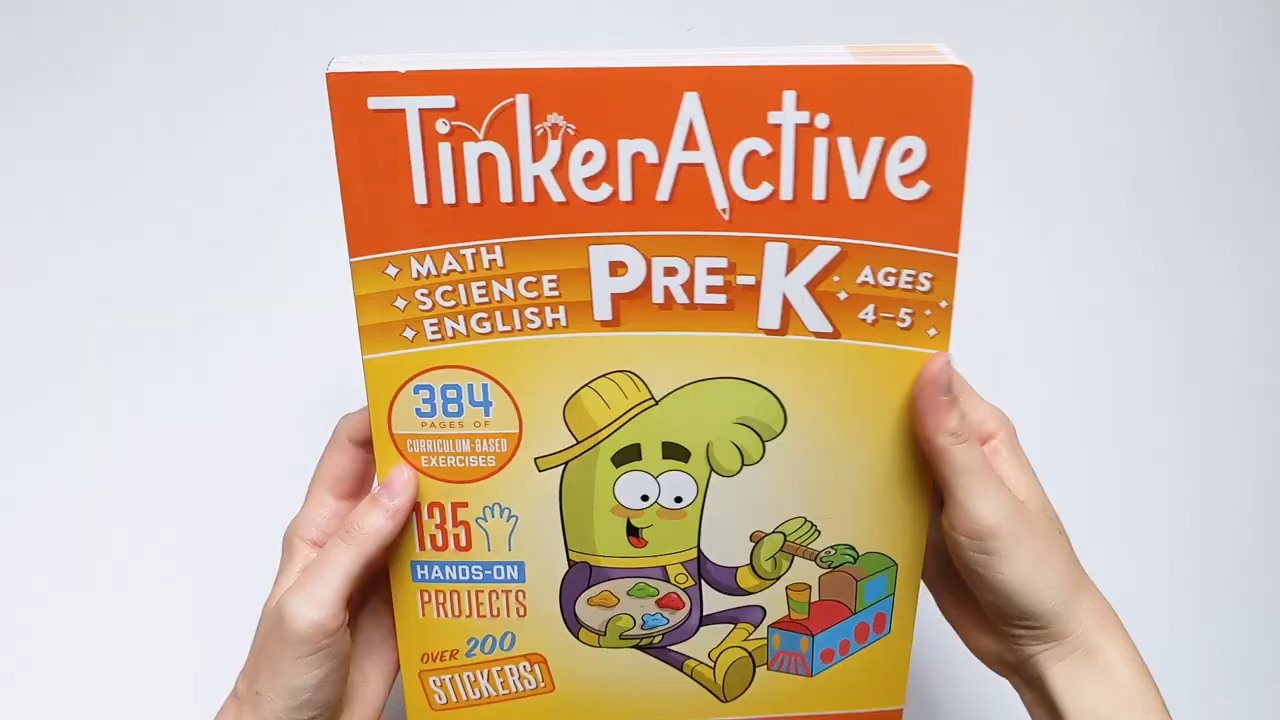 TinkerActive
MATH
SCIENCE
ENGLISH
PRE-K
AGES
4–5
384
PAGES OF
CURRICULUM-BASED
EXERCISES
135
HANDS-ON
PROJECTS
OVER 200
STICKERS!